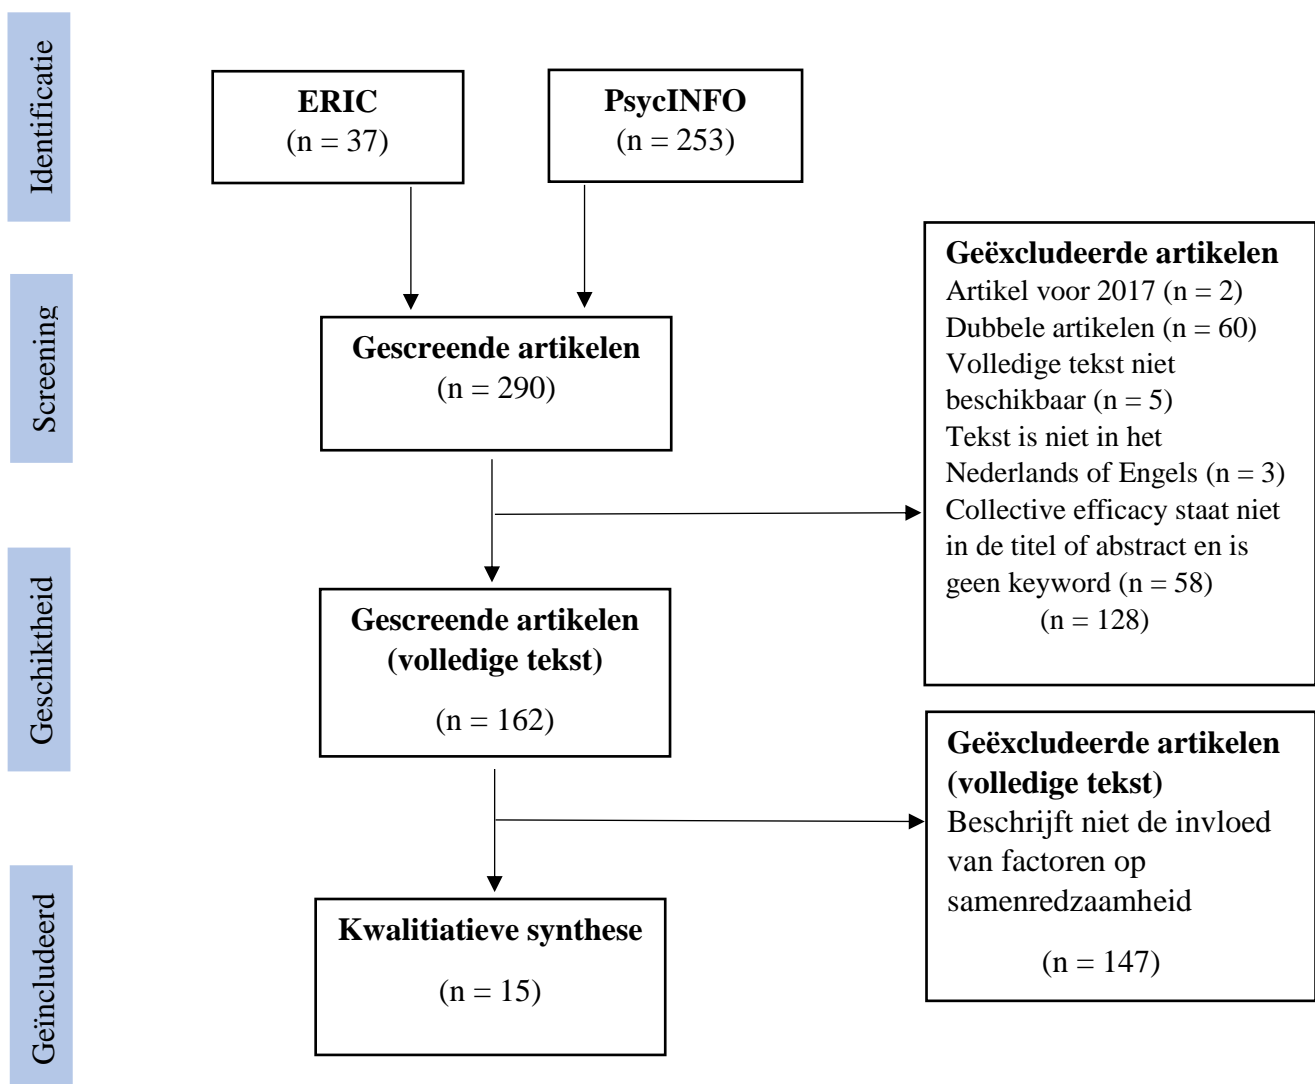 Identificatie
ERIC
(n = 37)
PsycINFO
(n = 253)
Screening
Gescreende artikelen
(n = 290)
Geëxcludeerde artikelen
Artikel voor 2017 (n = 2)
Dubbele artikelen (n = 60)
Volledige tekst niet
beschikbaar (n = 5)
Tekst is niet in het
Nederlands of Engels (n = 3)
Collective efficacy staat niet
in de titel of abstract en is
geen keyword (n = 58)
(n = 128)
Geschiktheid
Gescreende artikelen
(volledige tekst)
(n = 162)
Geëxcludeerde artikelen
(volledige tekst)
Beschrijft niet de invloed
van factoren op
samenredzaamheid
(n = 147)
Geïncludeerd
Kwalitiatieve synthese
(n = 15)